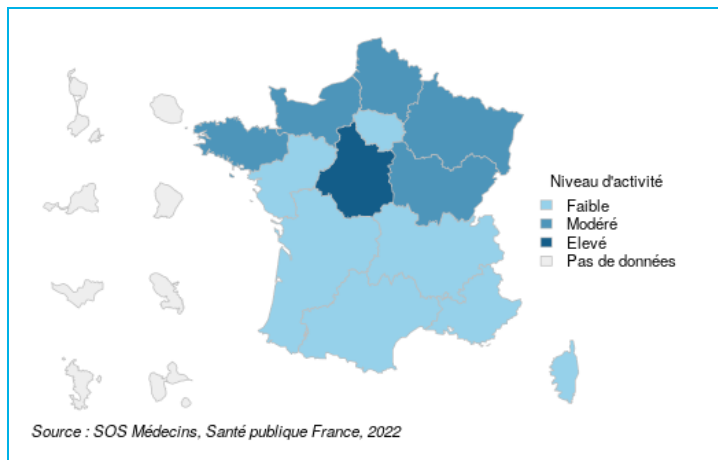 Niveau d'activité
Faible
Modéré
Elevé
Pas de données
Source : SOS Médecins, Santé publique France, 2022